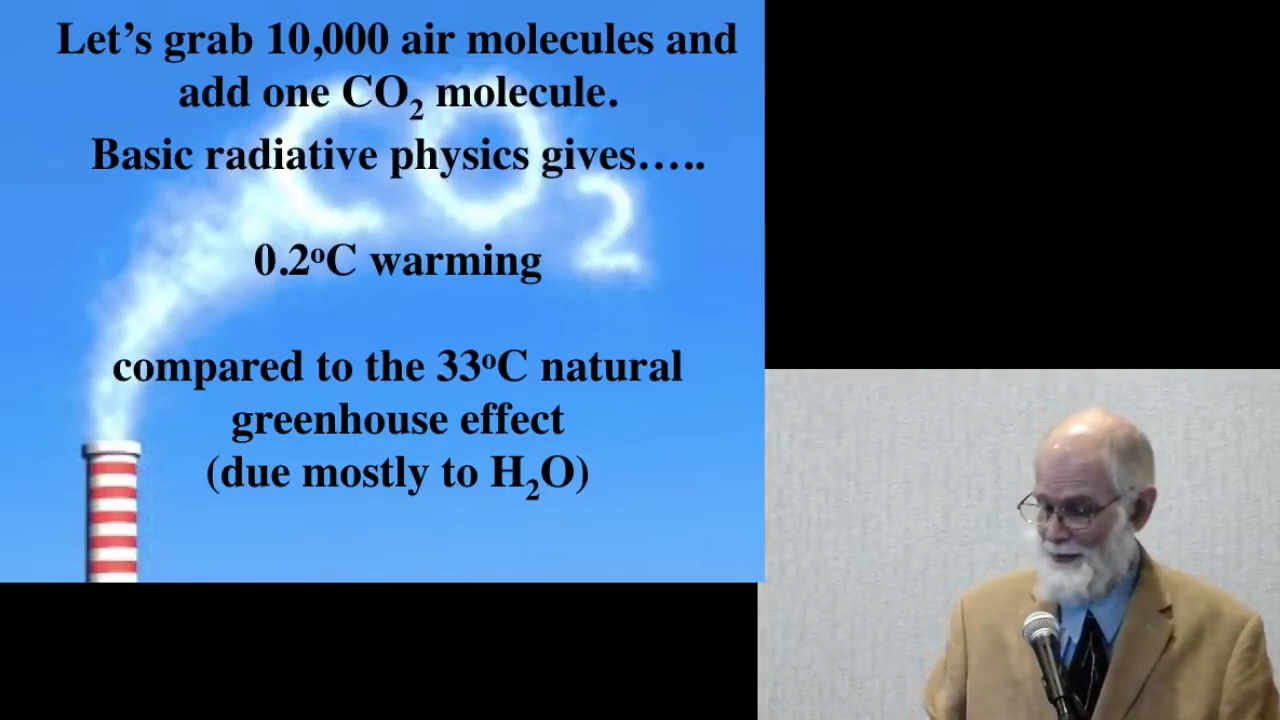 Let’s grab 10,000 air molecules and
add one CO₂ molecule.
Basic radiative physics gives…..
CO₂
0.2ᵒC warming
compared to the 33ᵒC natural
greenhouse effect
(due mostly to H₂O)